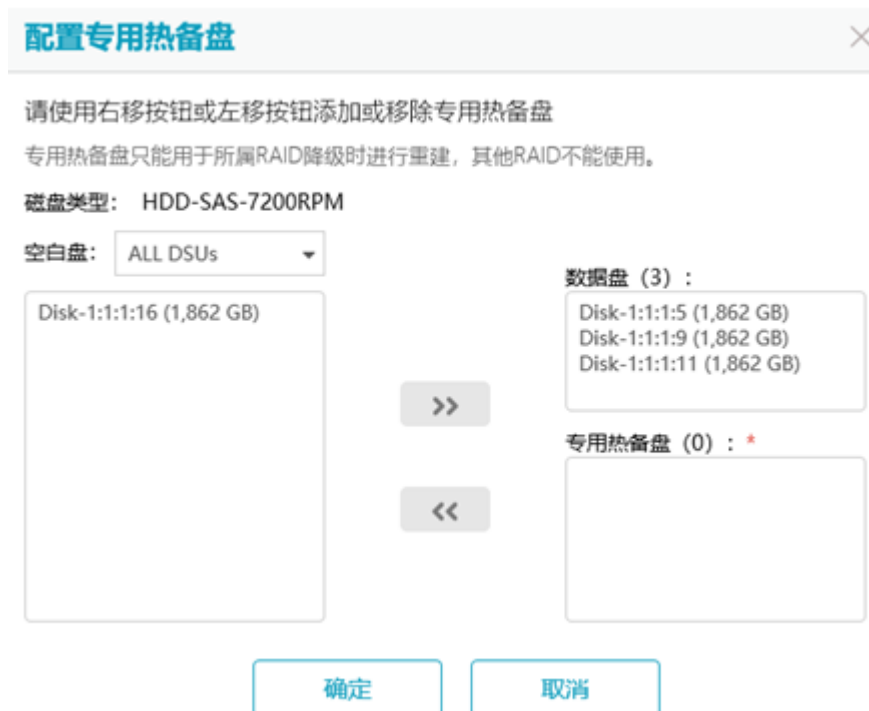 配置专用热备盘
请使用右移按钮或左移按钮添加或移除专用热备盘
专用热备盘只能用于所属RAID降级时进行重建，其他RAID不能使用。
磁盘类型： HDD-SAS-7200RPM
空白盘： ALL DSUs
Disk-1:1:1:16 (1,862 GB)
数据盘（3）：
Disk-1:1:1:5 (1,862 GB)
Disk-1:1:1:9 (1,862 GB)
Disk-1:1:1:11 (1,862 GB)
>>
专用热备盘（0）：*
<<
确定 取消